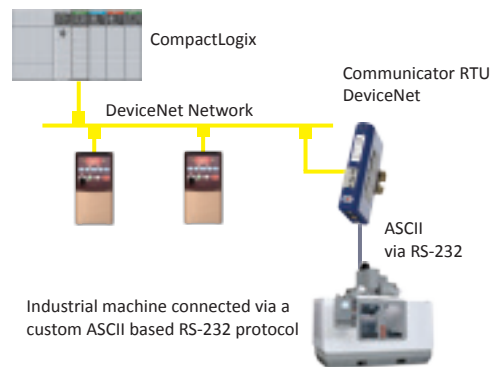 CompactLogix
Communicator RTU
DeviceNet
DeviceNet Network
ASCII
via RS-232
Industrial machine connected via a
custom ASCII based RS-232 protocol